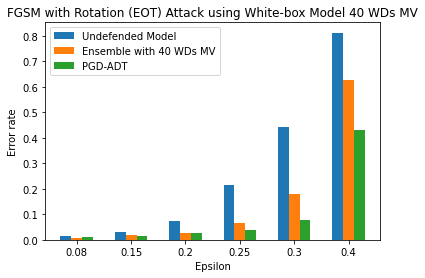 FGSM with Rotation (EOT) Attack using White-box Model 40 WDs MV
Undefended Model
Ensemble with 40 WDs MV
PGD-ADT
Error rate
0.8
0.7
0.6
0.5
0.4
0.3
0.2
0.1
0.0
0.08 0.15 0.2 0.25 0.3 0.4
Epsilon